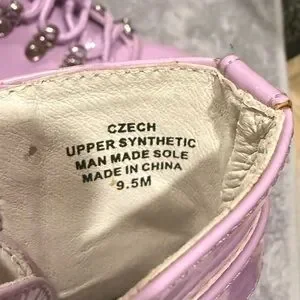 CZECH
UPPER SYNTHETIC
MAN MADE SOLE
MADE IN CHINA
9.5M